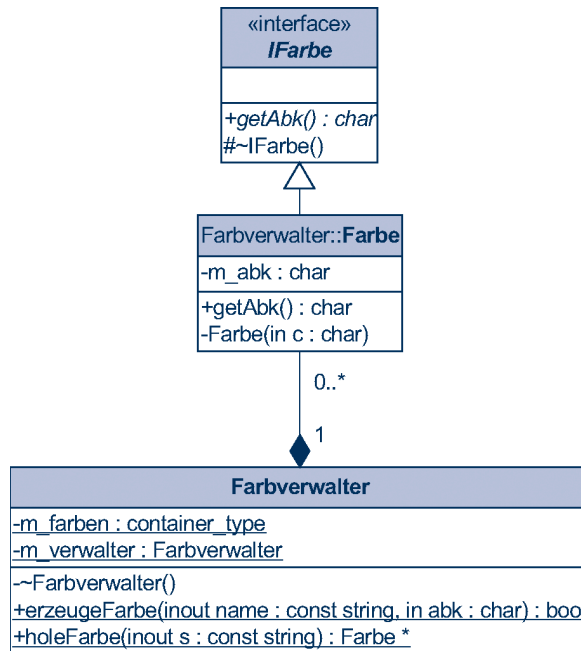 «interface»
IFarbe
+getAbk() : char
#~IFarbe()
Farbverwalter::Farbe
-m_abk : char
+getAbk() : char
-Farbe(in c : char)
0..*
1
Farbverwalter
-m_farben : container_type
-m_verwalter : Farbverwalter
-~Farbverwalter()
+erzeugeFarbe(inout name : const string, in abk : char) : boo
+holeFarbe(inout s : const string) : Farbe *